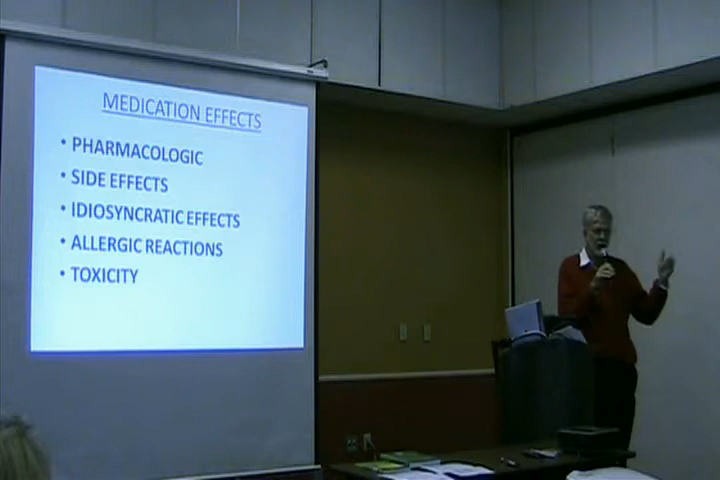 MEDICATION EFFECTS
• PHARMACOLOGIC
• SIDE EFFECTS
• IDIOSYNCRATIC EFFECTS
• ALLERGIC REACTIONS
• TOXICITY